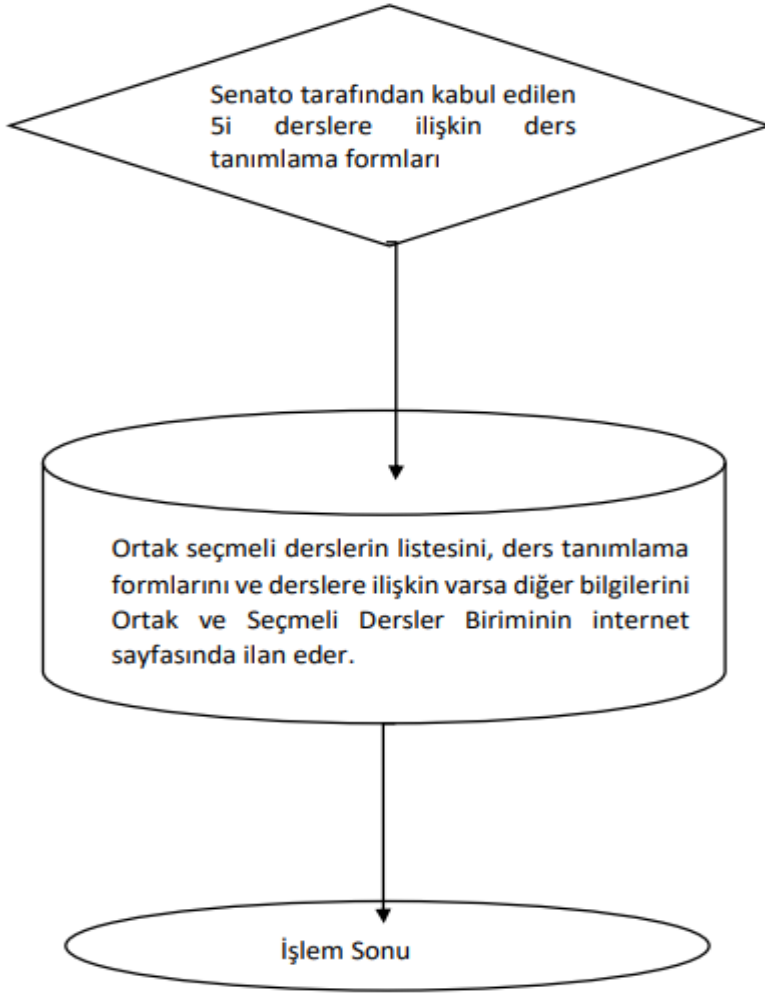 Senato tarafından kabul edilen
5i derslere ilişkin ders
tanımlama formları
Ortak seçmeli derslerin listesini, ders tanımlama
formlarını ve derslere ilişkin varsa diğer bilgilerini
Ortak ve Seçmeli Dersler Biriminin internet
sayfasında ilan eder.
İşlem Sonu